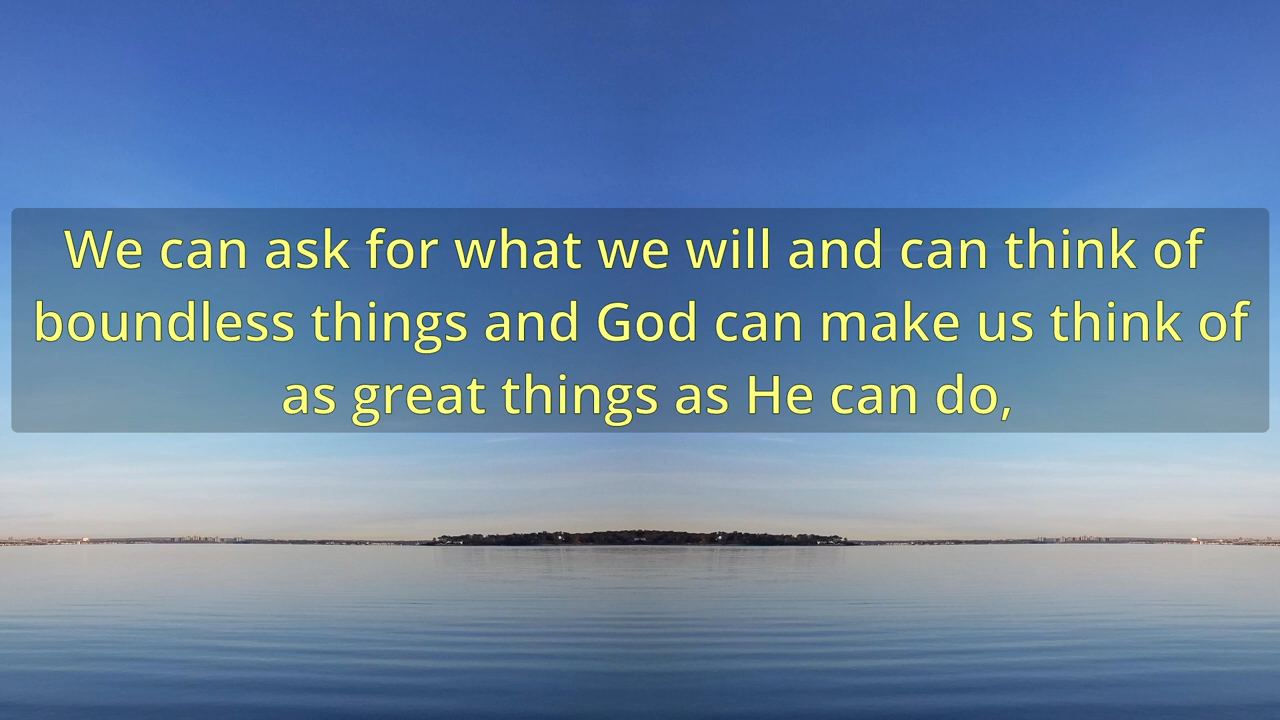 We can ask for what we will and can think of
boundless things and God can make us think of
as great things as He can do,